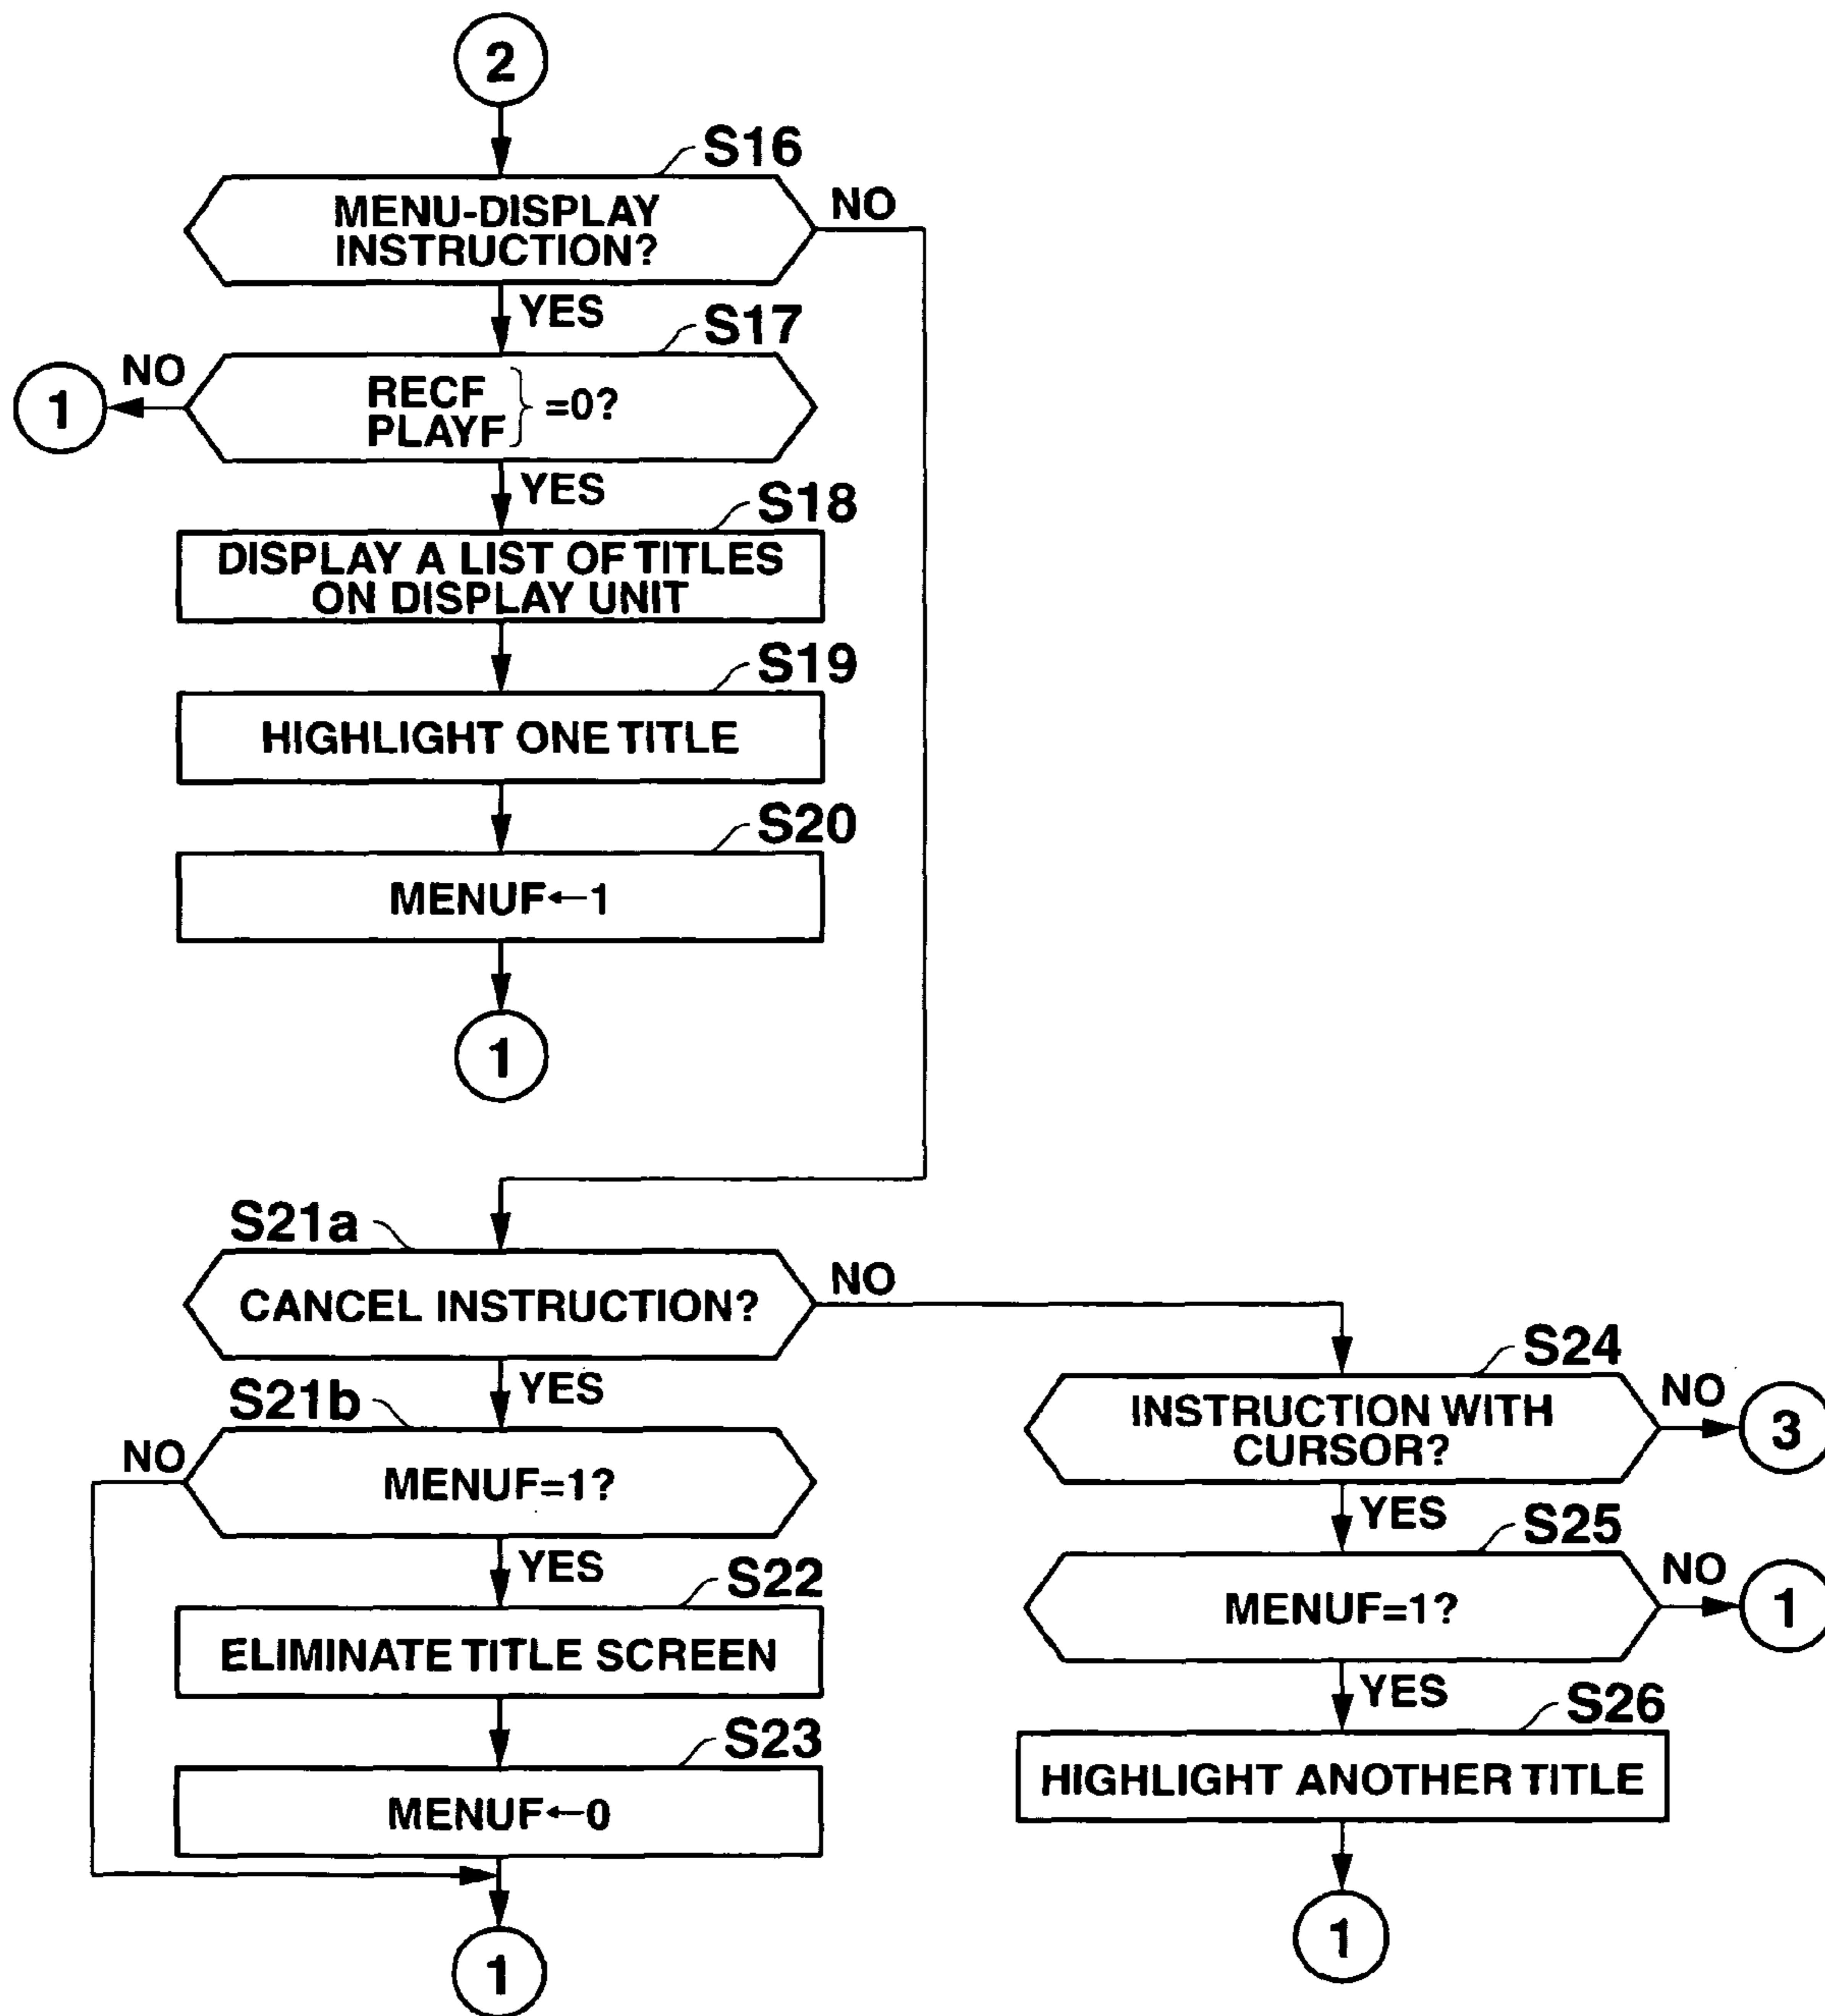 2
S16
MENU-DISPLAY
INSTRUCTION?
NO
YES
S17
NO
1
RECF
PLAYF
=0?
YES
S18
DISPLAY A LIST OF TITLES
ON DISPLAY UNIT
S19
HIGHLIGHT ONE TITLE
S20
MENUF←1
1
S21a
CANCEL INSTRUCTION?
NO
YES
S21b
NO
MENUF=1?
YES
S22
ELIMINATE TITLE SCREEN
S23
MENUF←0
1
S24
INSTRUCTION WITH
CURSOR?
NO
3
YES
S25
MENUF=1?
NO
1
YES
S26
HIGHLIGHT ANOTHER TITLE
1